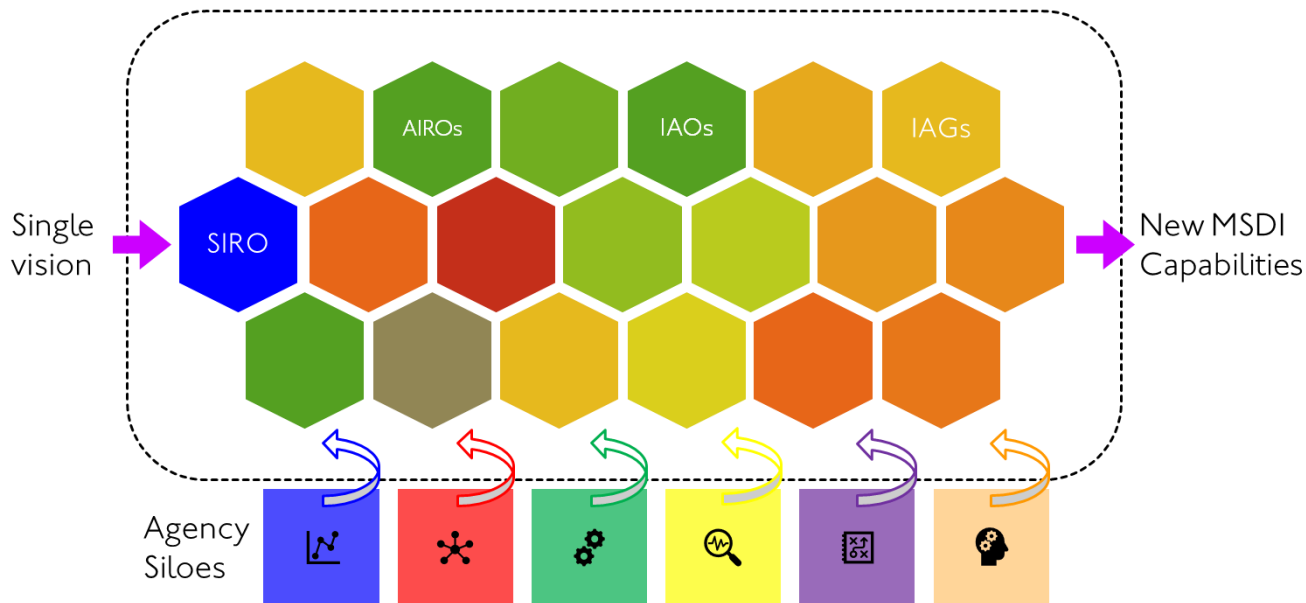 AIROs
IAOs
IAGs
Single
vision
SIRO
New MSDI
Capabilities
Agency
Siloes